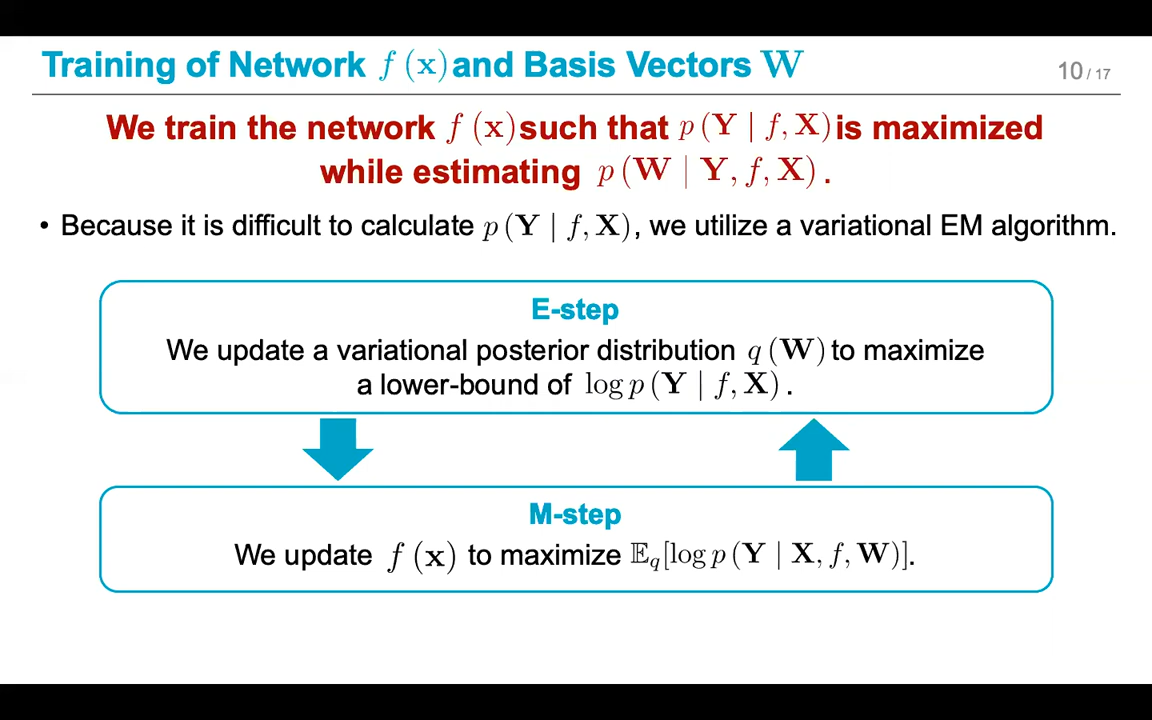 Training of Network f (x) and Basis Vectors W
10 / 17
We train the network f (x) such that p (Y | f, X) is maximized
while estimating p (W | Y, f, X) .
• Because it is difficult to calculate p (Y | f, X), we utilize a variational EM algorithm.
E-step
We update a variational posterior distribution q (W) to maximize
a lower-bound of log p (Y | f, X) .
M-step
We update f (x) to maximize 𝔼q[log p (Y | X, f, W)].